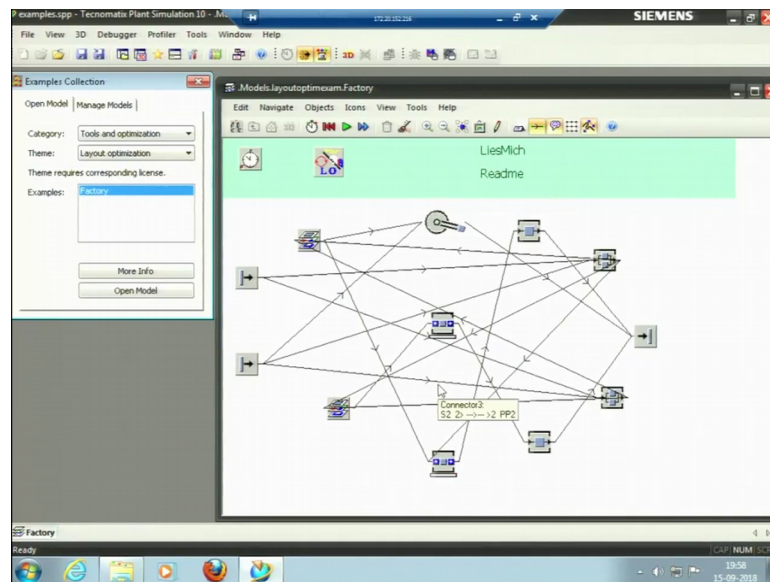 examples.spp - Tecnomatix Plant Simulation 10 - .M
172.20.152.216
SIEMENS
File View 3D Debugger Profiler Tools Window Help
3D
Examples Collection
Open Model Manage Models
Category: Tools and optimization
Theme: Layout optimization
Theme requires corresponding license.
Examples: Factory
More Info
Open Model
.Models.layoutoptimexam.Factory
Edit Navigate Objects Icons View Tools Help
LO
LiesMich
Readme
Connector3:
S2 2> -->-- >2 PP2
Factory
Ready
CAP NUM SCR
19:58
15-09-2018